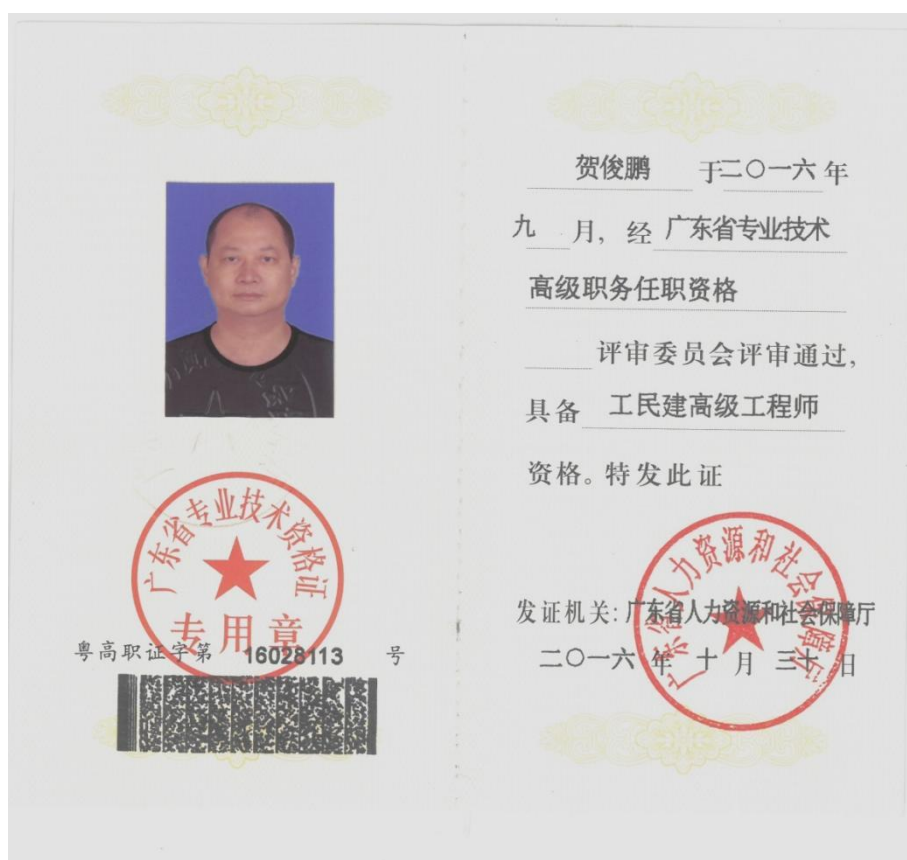 广东省专业技术资格证
专用章
粤高职证字第 16028113 号
贺俊鹏 于二〇一六年
九 月, 经 广东省专业技术
高级职务任职资格
评审委员会评审通过,
具备 工民建高级工程师
资格。特发此证
广东省人力资源和社会保障厅
发证机关: 广东省人力资源和社会保障厅
二〇一六 年 十 月 三十 日